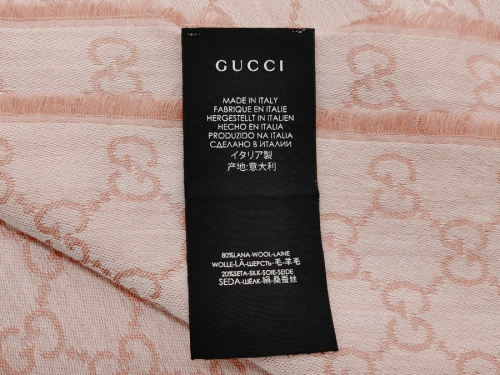 GUCCI
MADE IN ITALY
FABRIQUE EN ITALIE
HERGESTELLT IN ITALIEN
HECHO EN ITALIA
PRODUZIDO NA ITALIA
СДЕЛАНО В ИТАЛИИ
イタリア製
产地:意大利
80%LANA-WOOL-LAINE
WOLLE-LÃ-ШЕРСТЬ-毛-羊毛
20%SETA-SILK-SOIE-SEIDE
SEDA-ШЁЛК-絹-桑蚕丝